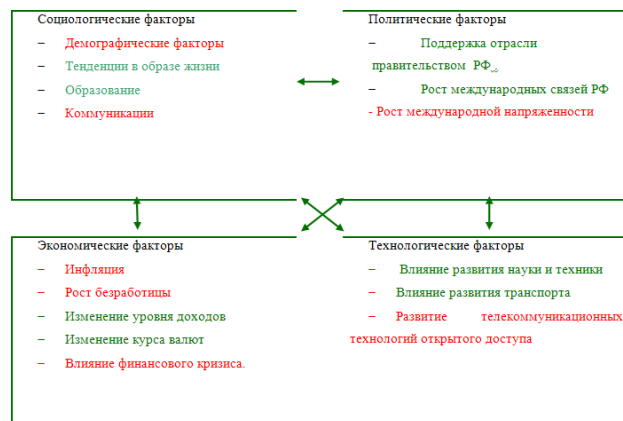 Социологические факторы
– Демографические факторы
– Тенденции в образе жизни
– Образование
– Коммуникации
Политические факторы
– Поддержка отрасли
правительством РФ
– Рост международных связей РФ
- Рост международной напряженности
Экономические факторы
– Инфляция
– Рост безработицы
– Изменение уровня доходов
– Изменение курса валют
– Влияние финансового кризиса.
Технологические факторы
– Влияние развития науки и техники
– Влияние развития транспорта
– Развитие телекоммуникационных
технологий открытого доступа